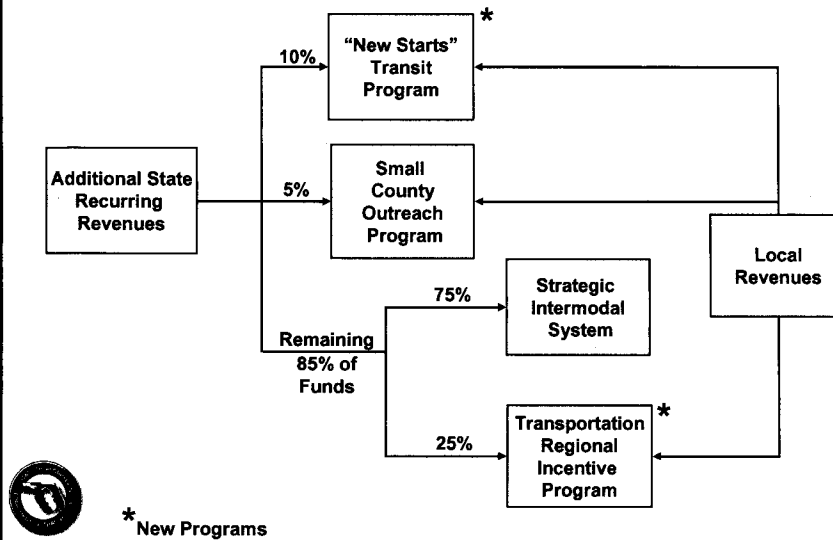 *
"New Starts"
Transit
Program
10%
Additional State
Recurring
Revenues
5%
Small
County
Outreach
Program
Local
Revenues
75%
Strategic
Intermodal
System
Remaining
85% of
Funds
25%
Transportation
Regional
Incentive
Program
*
*New Programs